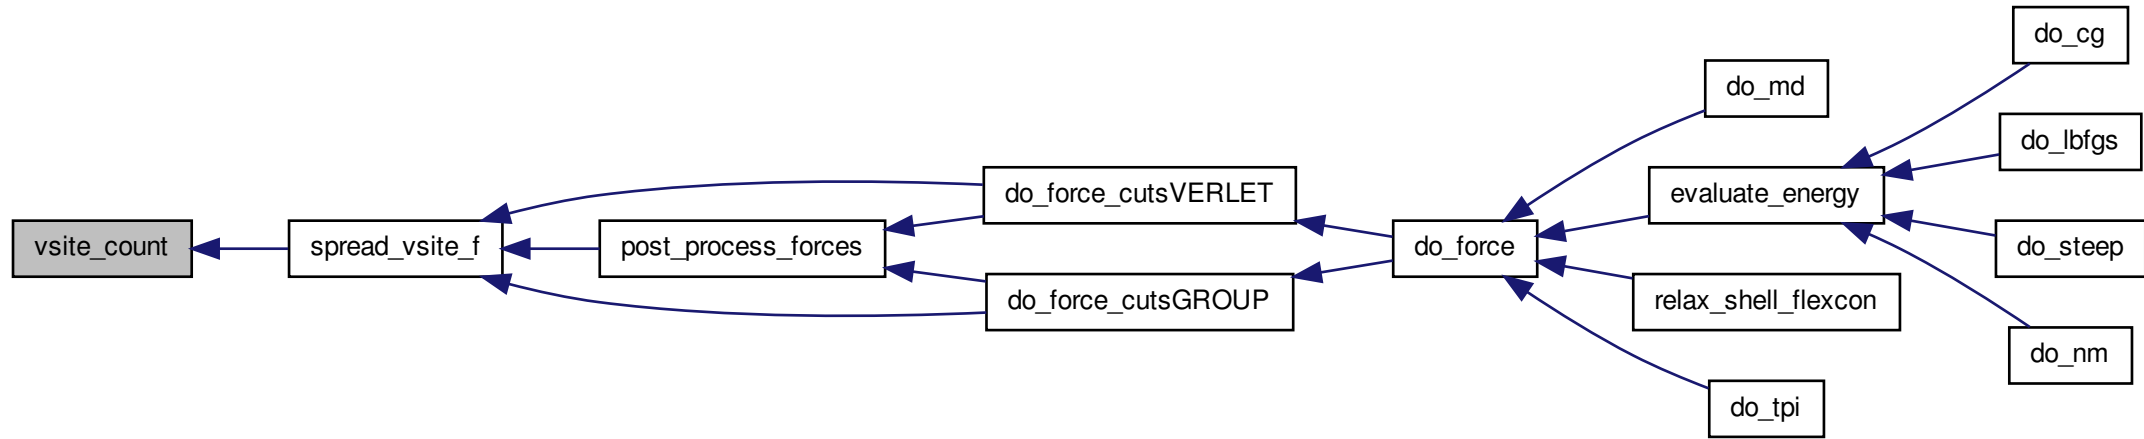 vsite_count
spread_vsite_f
post_process_forces
do_force_cutsVERLET
do_force_cutsGROUP
do_force
do_md
evaluate_energy
relax_shell_flexcon
do_tpi
do_cg
do_lbfgs
do_steep
do_nm